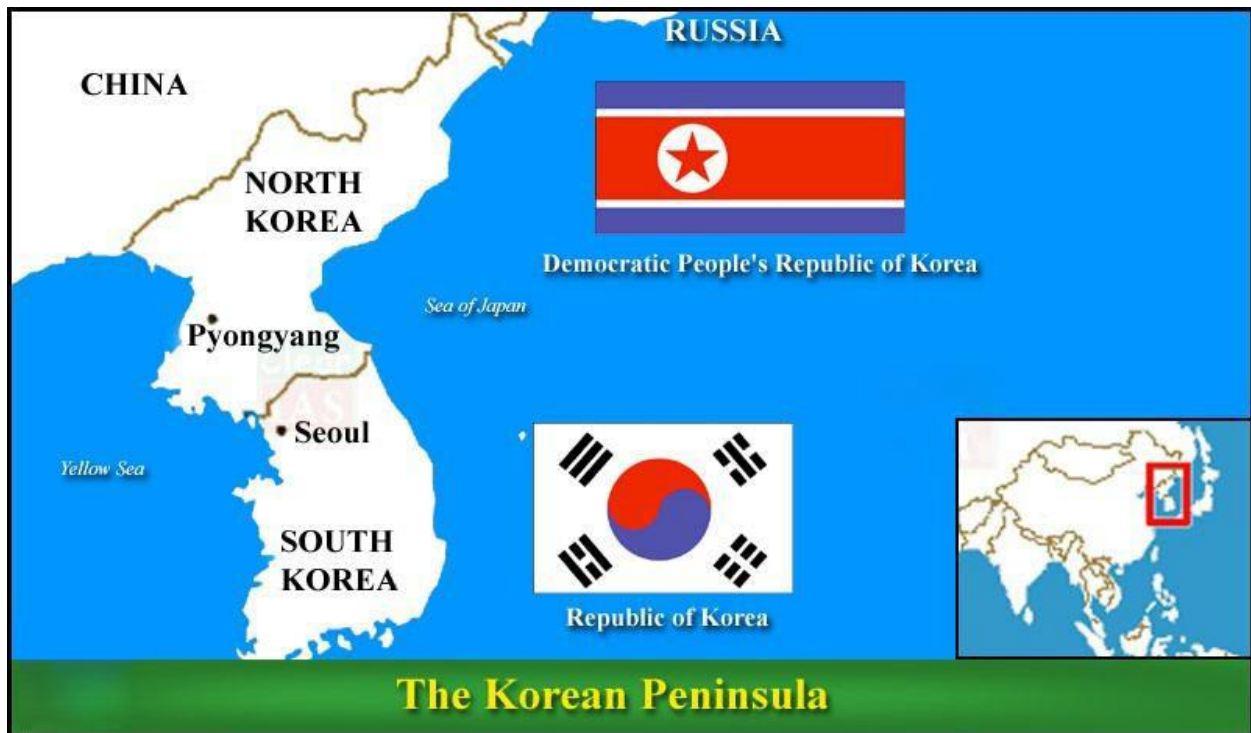 RUSSIA
CHINA
NORTH
KOREA
Democratic People's Republic of Korea
Sea of Japan
Pyongyang
Seoul
Yellow Sea
SOUTH
KOREA
Republic of Korea
The Korean Peninsula